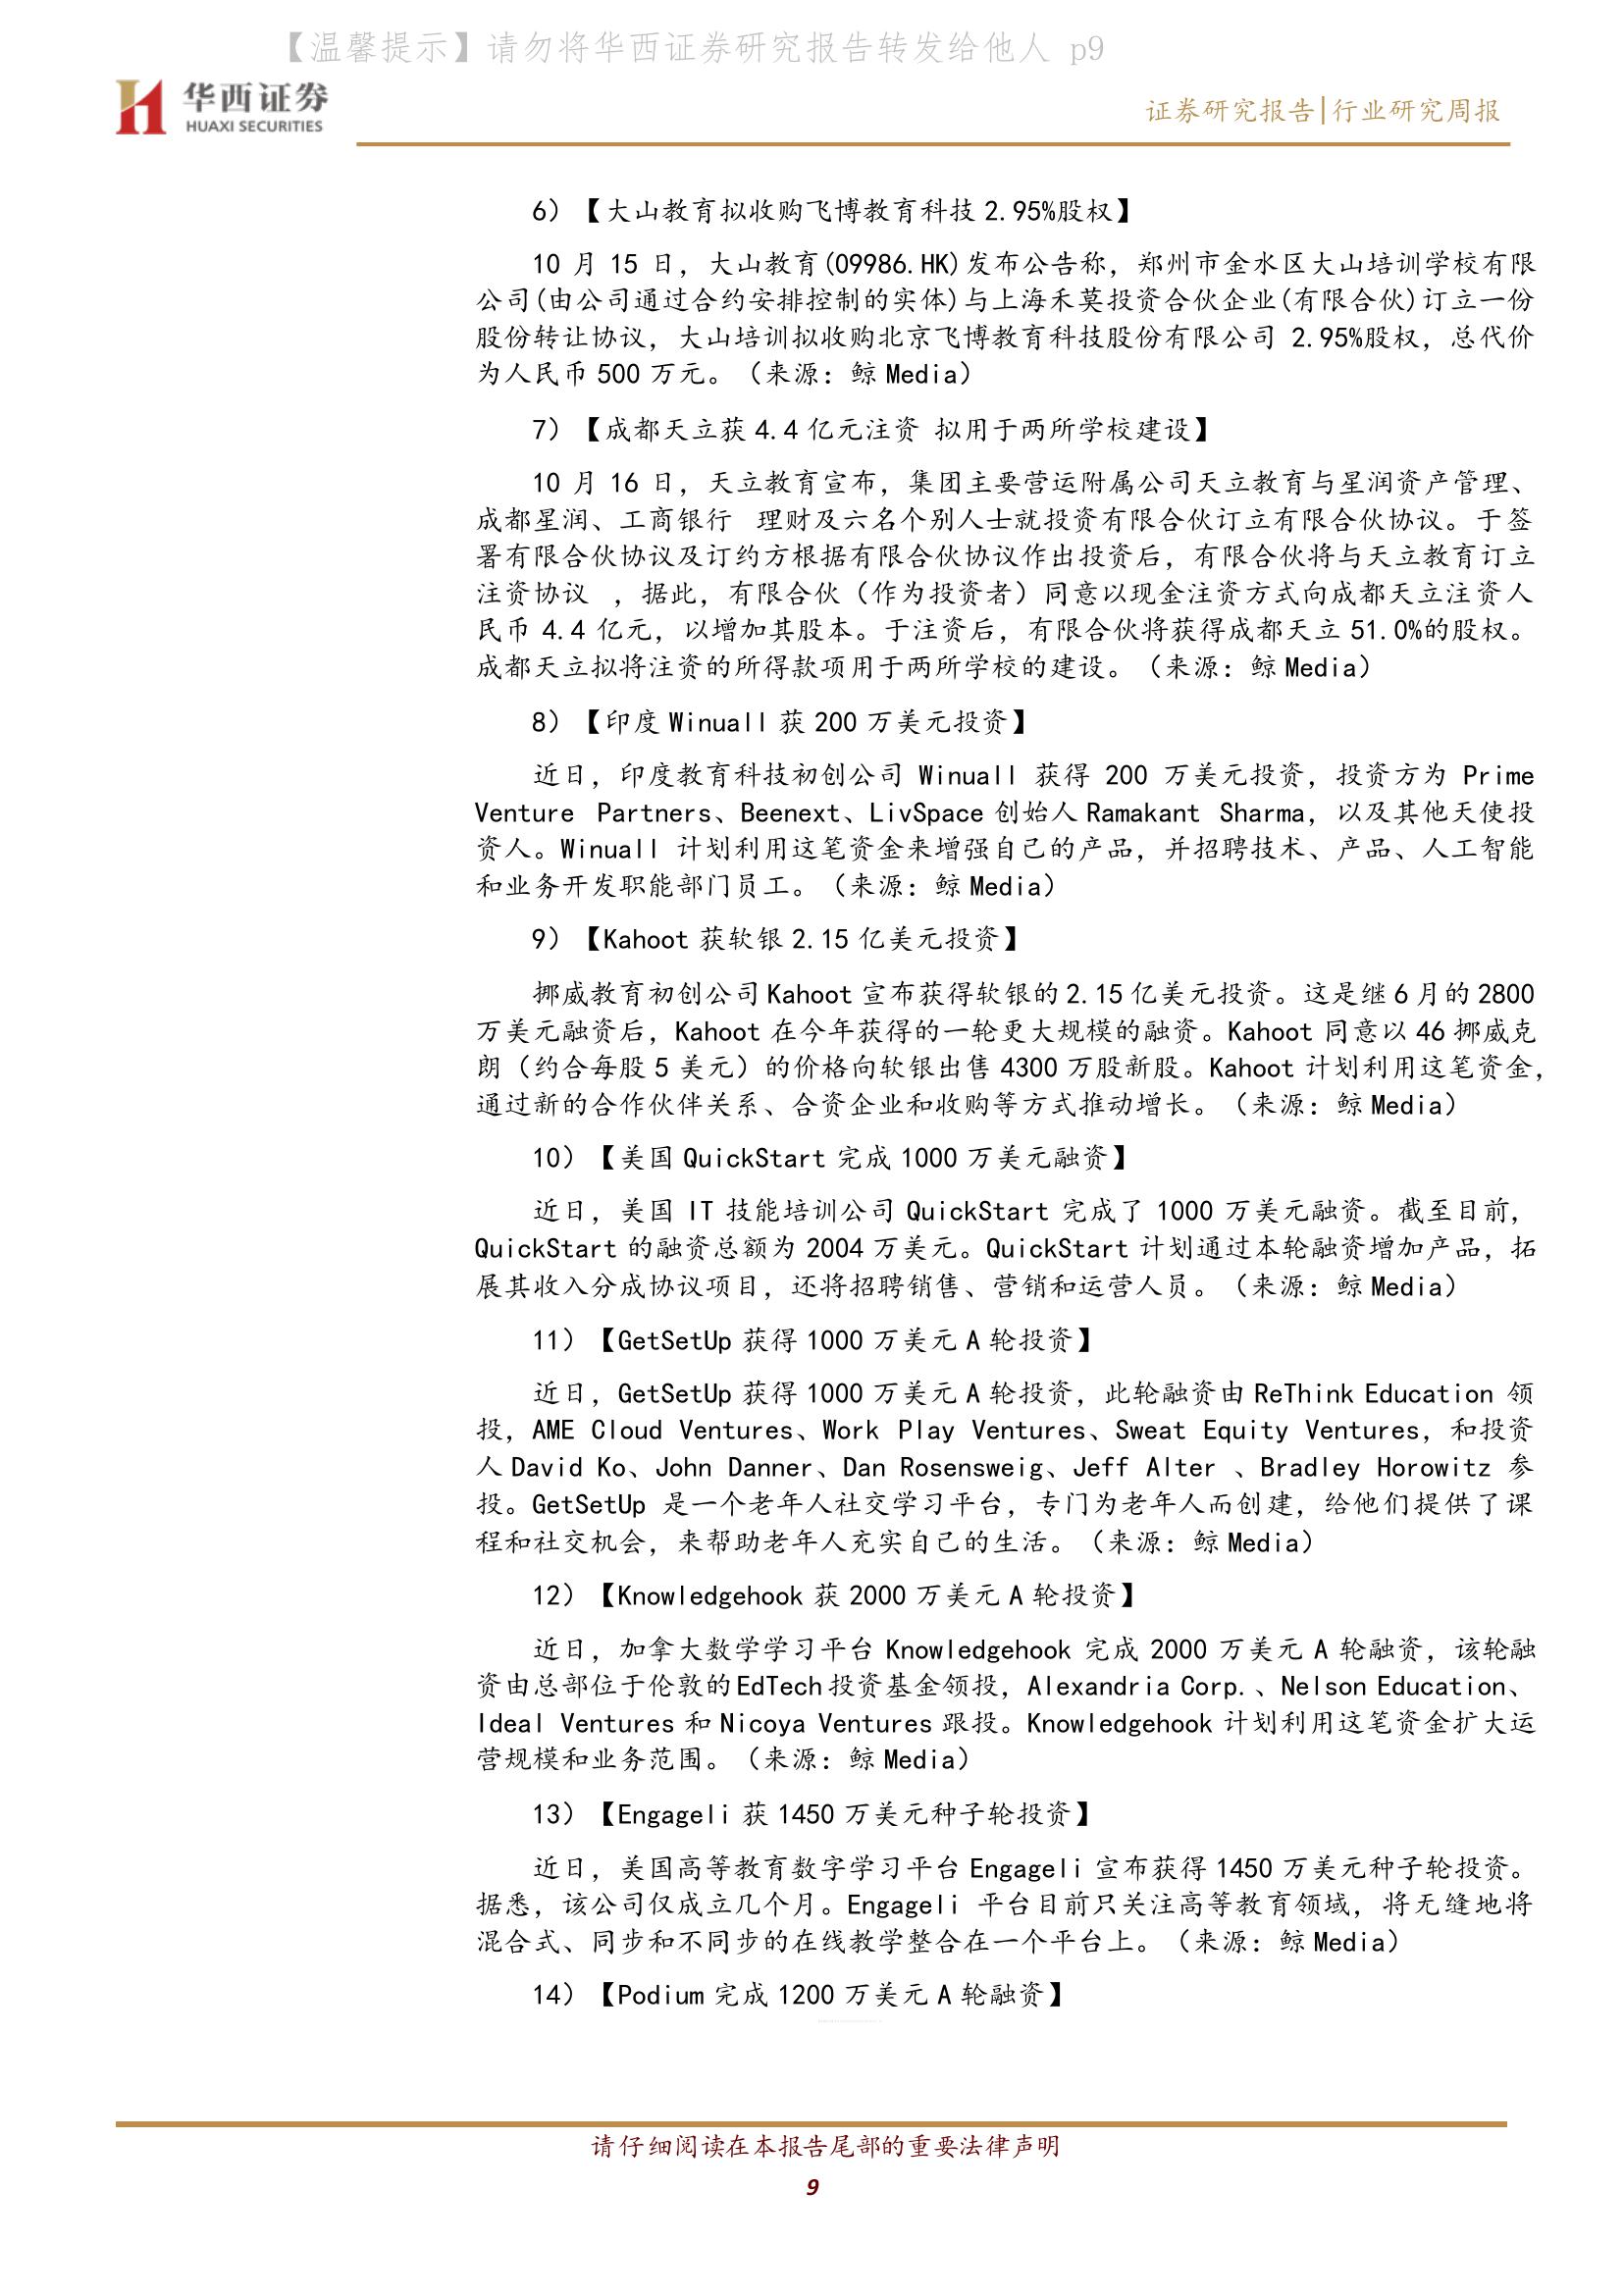 【温馨提示】请勿将华西证券研究报告转发给他人 p9
华西证券
HUAXI SECURITIES
证券研究报告|行业研究周报
6）【大山教育拟收购飞博教育科技 2.95%股权】
10 月 15 日，大山教育(09986.HK)发布公告称，郑州市金水区大山培训学校有限
公司(由公司通过合约安排控制的实体)与上海禾莫投资合伙企业(有限合伙)订立一份
股份转让协议，大山培训拟收购北京飞博教育科技股份有限公司 2.95%股权，总代价
为人民币 500 万元。（来源：鲸 Media）
7）【成都天立获 4.4 亿元注资 拟用于两所学校建设】
10 月 16 日，天立教育宣布，集团主要营运附属公司天立教育与星润资产管理、
成都星润、工商银行 理财及六名个别人士就投资有限合伙订立有限合伙协议。于签
署有限合伙协议及订约方根据有限合伙协议作出投资后，有限合伙将与天立教育订立
注资协议 ，据此，有限合伙（作为投资者）同意以现金注资方式向成都天立注资人
民币 4.4 亿元，以增加其股本。于注资后，有限合伙将获得成都天立 51.0%的股权。
成都天立拟将注资的所得款项用于两所学校的建设。（来源：鲸 Media）
8）【印度 Winuall 获 200 万美元投资】
近日，印度教育科技初创公司 Winuall 获得 200 万美元投资，投资方为 Prime
Venture Partners、Beenext、LivSpace 创始人 Ramakant Sharma，以及其他天使投
资人。Winuall 计划利用这笔资金来增强自己的产品，并招聘技术、产品、人工智能
和业务开发职能部门员工。（来源：鲸 Media）
9）【Kahoot 获软银 2.15 亿美元投资】
挪威教育初创公司 Kahoot 宣布获得软银的 2.15 亿美元投资。这是继 6 月的 2800
万美元融资后，Kahoot 在今年获得的一轮更大规模的融资。Kahoot 同意以 46 挪威克
朗（约合每股 5 美元）的价格向软银出售 4300 万股新股。Kahoot 计划利用这笔资金，
通过新的合作伙伴关系、合资企业和收购等方式推动增长。（来源：鲸 Media）
10）【美国 QuickStart 完成 1000 万美元融资】
近日，美国 IT 技能培训公司 QuickStart 完成了 1000 万美元融资。截至目前，
QuickStart 的融资总额为 2004 万美元。QuickStart 计划通过本轮融资增加产品，拓
展其收入分成协议项目，还将招聘销售、营销和运营人员。（来源：鲸 Media）
11）【GetSetUp 获得 1000 万美元 A 轮投资】
近日，GetSetUp 获得 1000 万美元 A 轮投资，此轮融资由 ReThink Education 领
投，AME Cloud Ventures、Work Play Ventures、Sweat Equity Ventures，和投资
人 David Ko、John Danner、Dan Rosensweig、Jeff Alter 、Bradley Horowitz 参
投。GetSetUp 是一个老年人社交学习平台，专门为老年人而创建，给他们提供了课
程和社交机会，来帮助老年人充实自己的生活。（来源：鲸 Media）
12）【Knowledgehook 获 2000 万美元 A 轮投资】
近日，加拿大数学学习平台 Knowledgehook 完成 2000 万美元 A 轮融资，该轮融
资由总部位于伦敦的 EdTech 投资基金领投，Alexandria Corp.、Nelson Education、
Ideal Ventures 和 Nicoya Ventures 跟投。Knowledgehook 计划利用这笔资金扩大运
营规模和业务范围。（来源：鲸 Media）
13）【Engageli 获 1450 万美元种子轮投资】
近日，美国高等教育数字学习平台 Engageli 宣布获得 1450 万美元种子轮投资。
据悉，该公司仅成立几个月。Engageli 平台目前只关注高等教育领域，将无缝地将
混合式、同步和不同步的在线教学整合在一个平台上。（来源：鲸 Media）
14）【Podium 完成 1200 万美元 A 轮融资】
请仔细阅读在本报告尾部的重要法律声明
9